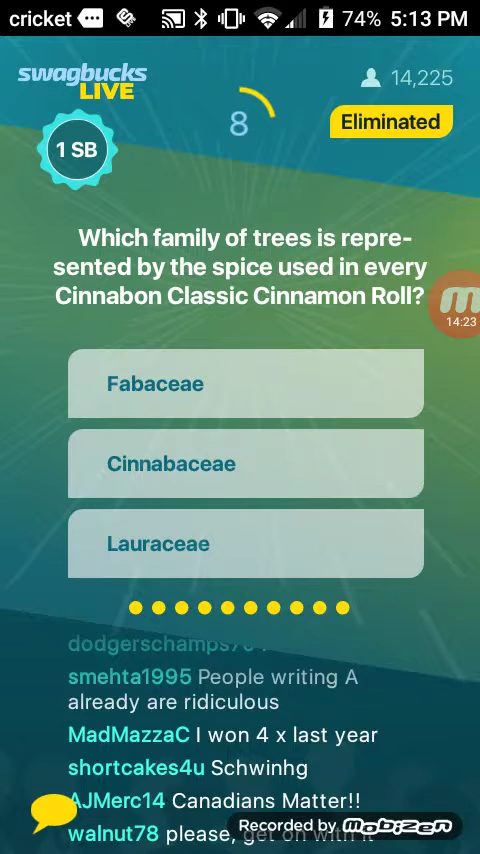 cricket 74% 5:13 PM
swagbucks
LIVE
14,225
8
Eliminated
1 SB
Which family of trees is repre-
sented by the spice used in every
Cinnabon Classic Cinnamon Roll?
14:23
Fabaceae
Cinnabaceae
Lauraceae
smehta1995 People writing A
already are ridiculous
MadMazzaC I won 4 x last year
shortcakes4u Schwinhg
AJMerc14 Canadians Matter!!
walnut78 please, get on with it
Recorded by Mobizen